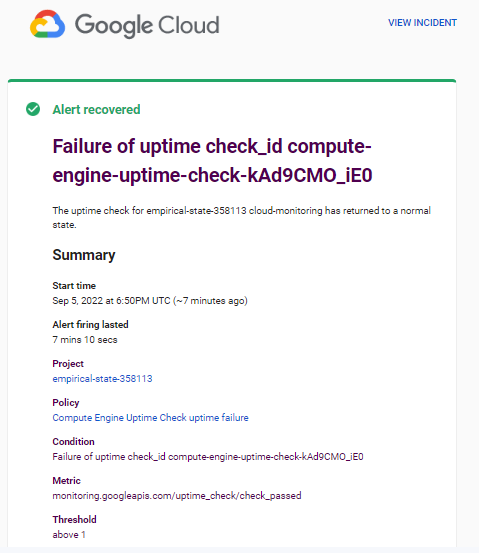 Google Cloud
VIEW INCIDENT
Alert recovered
Failure of uptime check_id compute-
engine-uptime-check-kAd9CMO_iE0
The uptime check for empirical-state-358113 cloud-monitoring has returned to a normal
state.
Summary
Start time
Sep 5, 2022 at 6:50PM UTC (~7 minutes ago)
Alert firing lasted
7 mins 10 secs
Project
empirical-state-358113
Policy
Compute Engine Uptime Check uptime failure
Condition
Failure of uptime check_id compute-engine-uptime-check-kAd9CMO_iE0
Metric
monitoring.googleapis.com/uptime_check/check_passed
Threshold
above 1